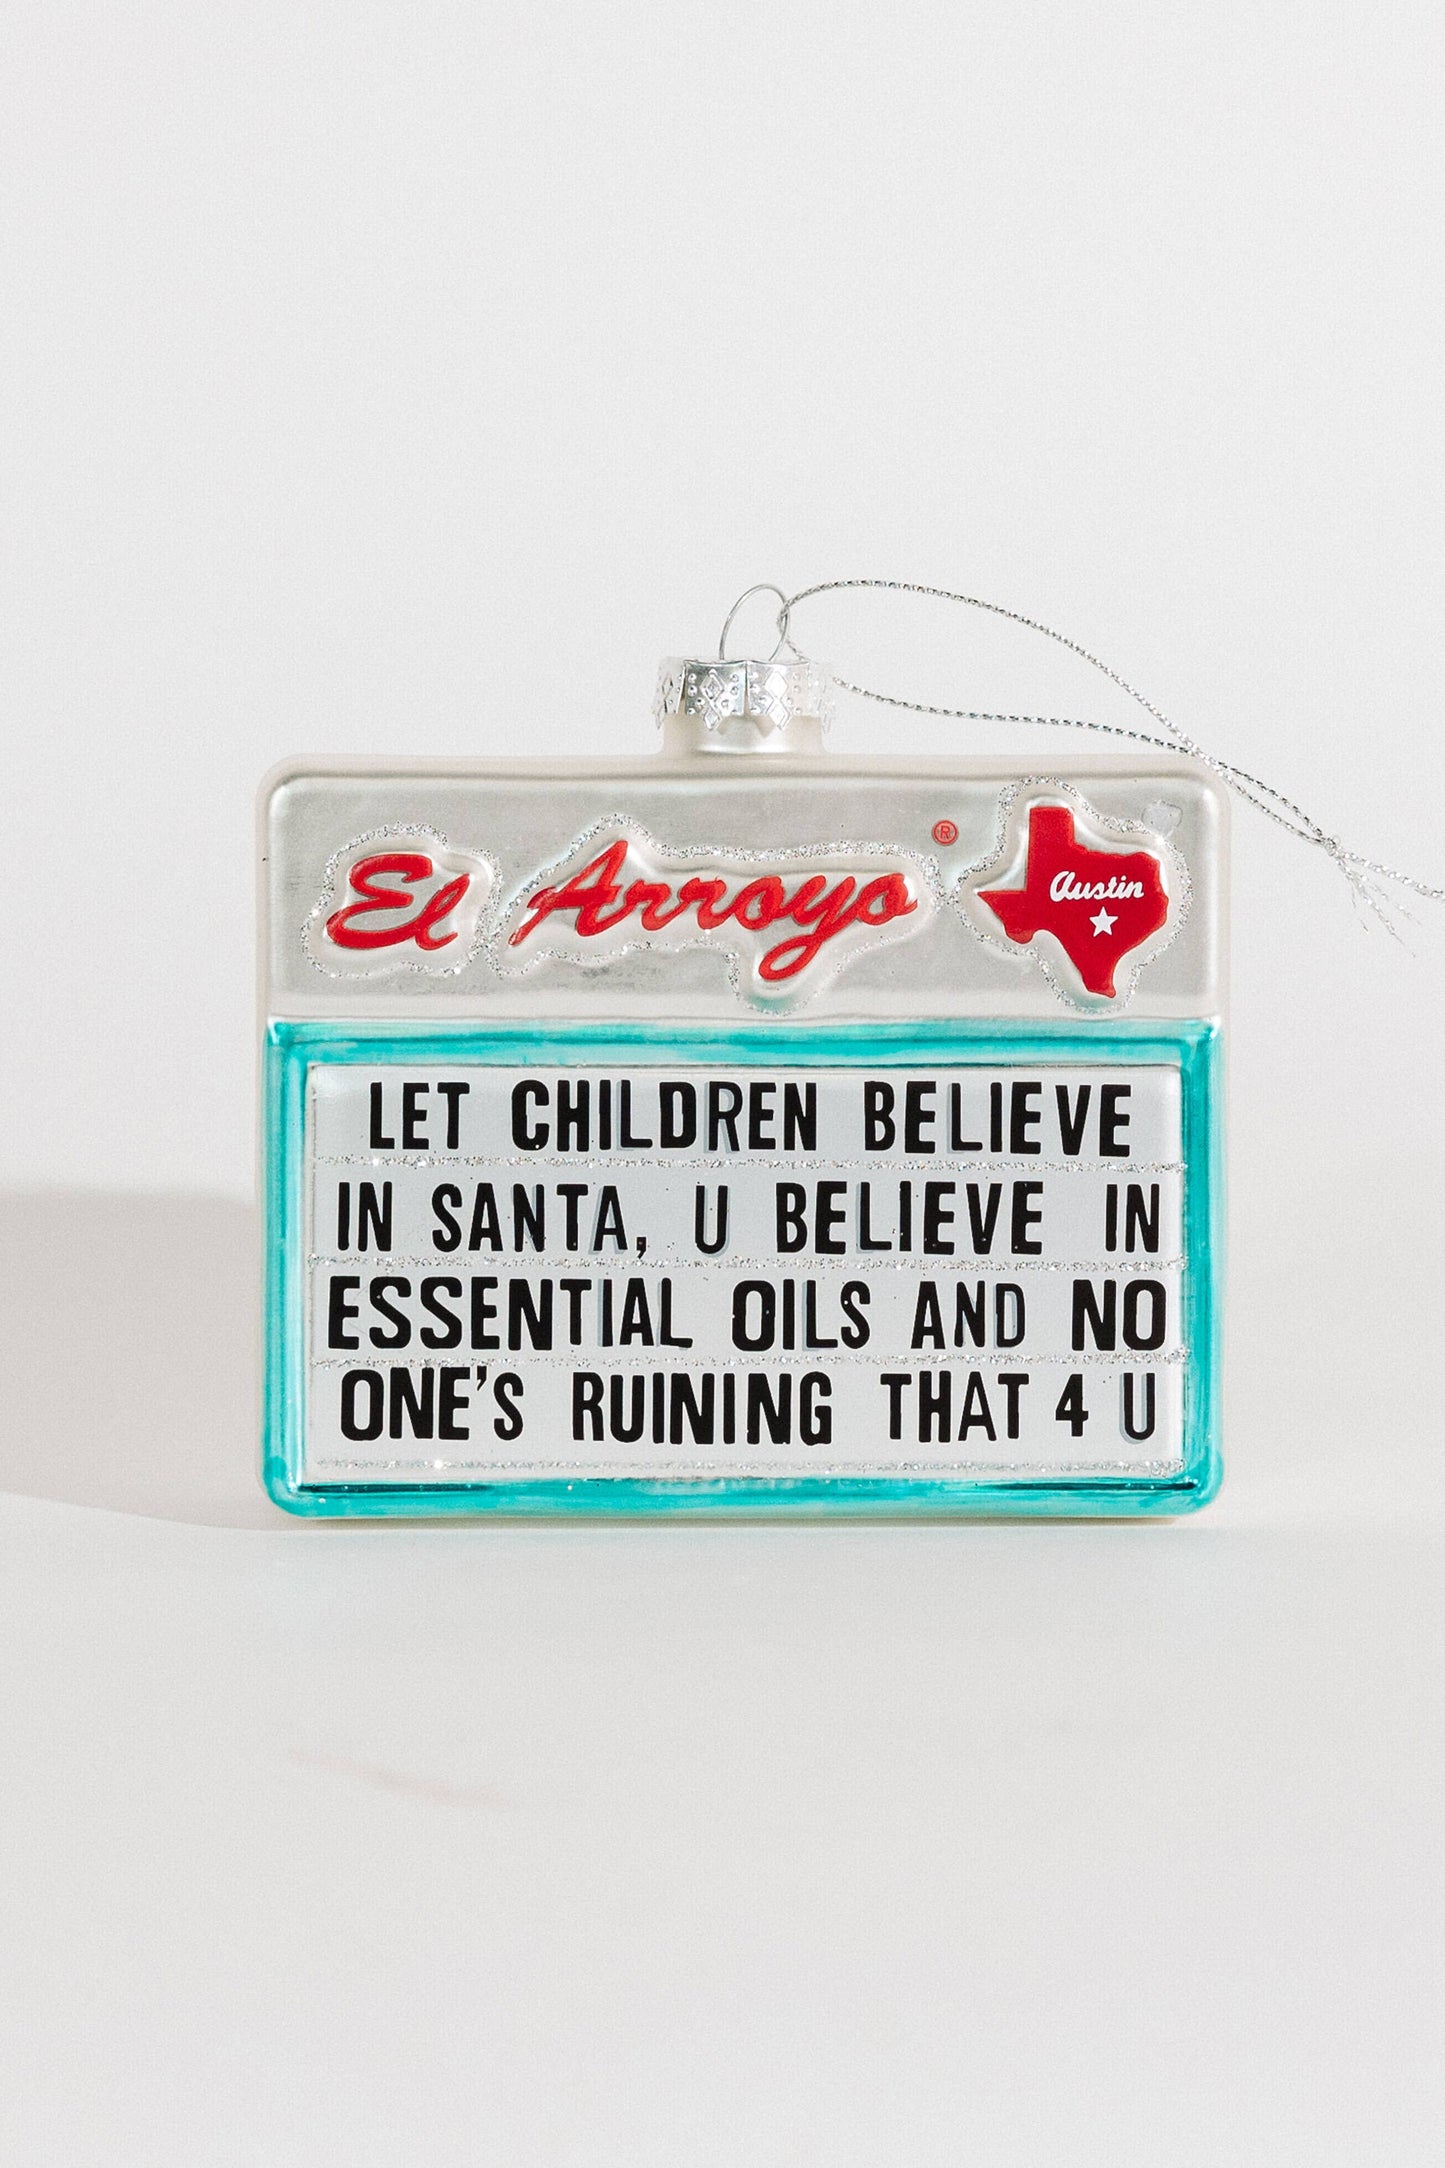 El Arroyo ®
Austin
LET CHILDREN BELIEVE
IN SANTA, U BELIEVE IN
ESSENTIAL OILS AND NO
ONE'S RUINING THAT 4 U